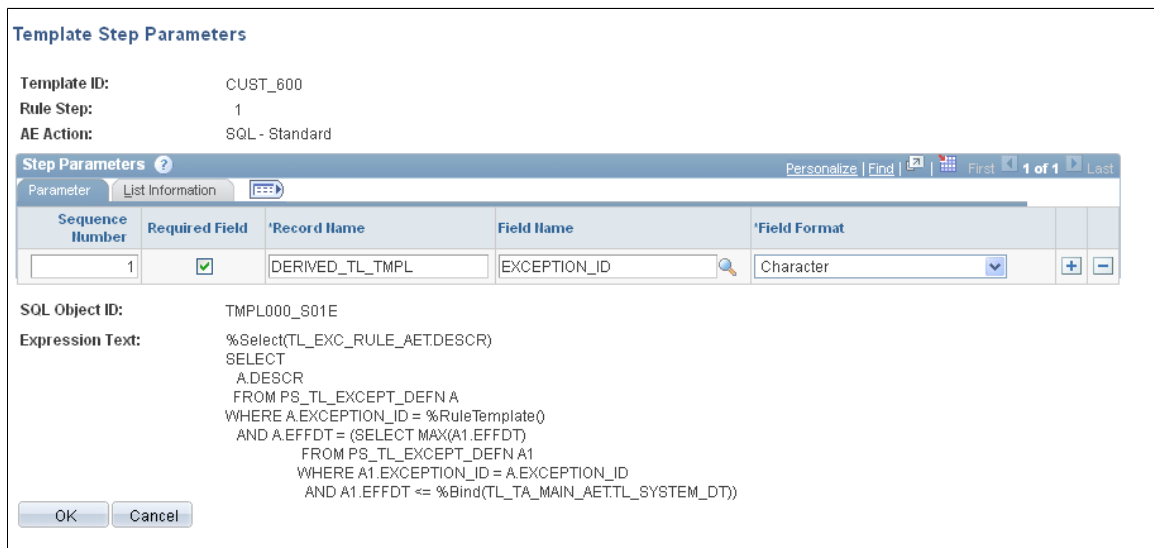 Template Step Parameters
Template ID: CUST_600
Rule Step: 1
AE Action: SQL - Standard
Step Parameters ? Personalize | Find | | First 1 of 1 Last
Parameter List Information
Sequence Number Required Field *Record Name Field Name *Field Format
1 DERIVED_TL_TMPL EXCEPTION_ID Character + −
SQL Object ID: TMPL000_S01E
Expression Text: %Select(TL_EXC_RULE_AET.DESCR)
SELECT
A.DESCR
FROM PS_TL_EXCEPT_DEFN A
WHERE A.EXCEPTION_ID = %RuleTemplate()
AND A.EFFDT = (SELECT MAX(A1.EFFDT)
FROM PS_TL_EXCEPT_DEFN A1
WHERE A1.EXCEPTION_ID = A.EXCEPTION_ID
AND A1.EFFDT <= %Bind(TL_TA_MAIN_AET.TL_SYSTEM_DT))
OK Cancel